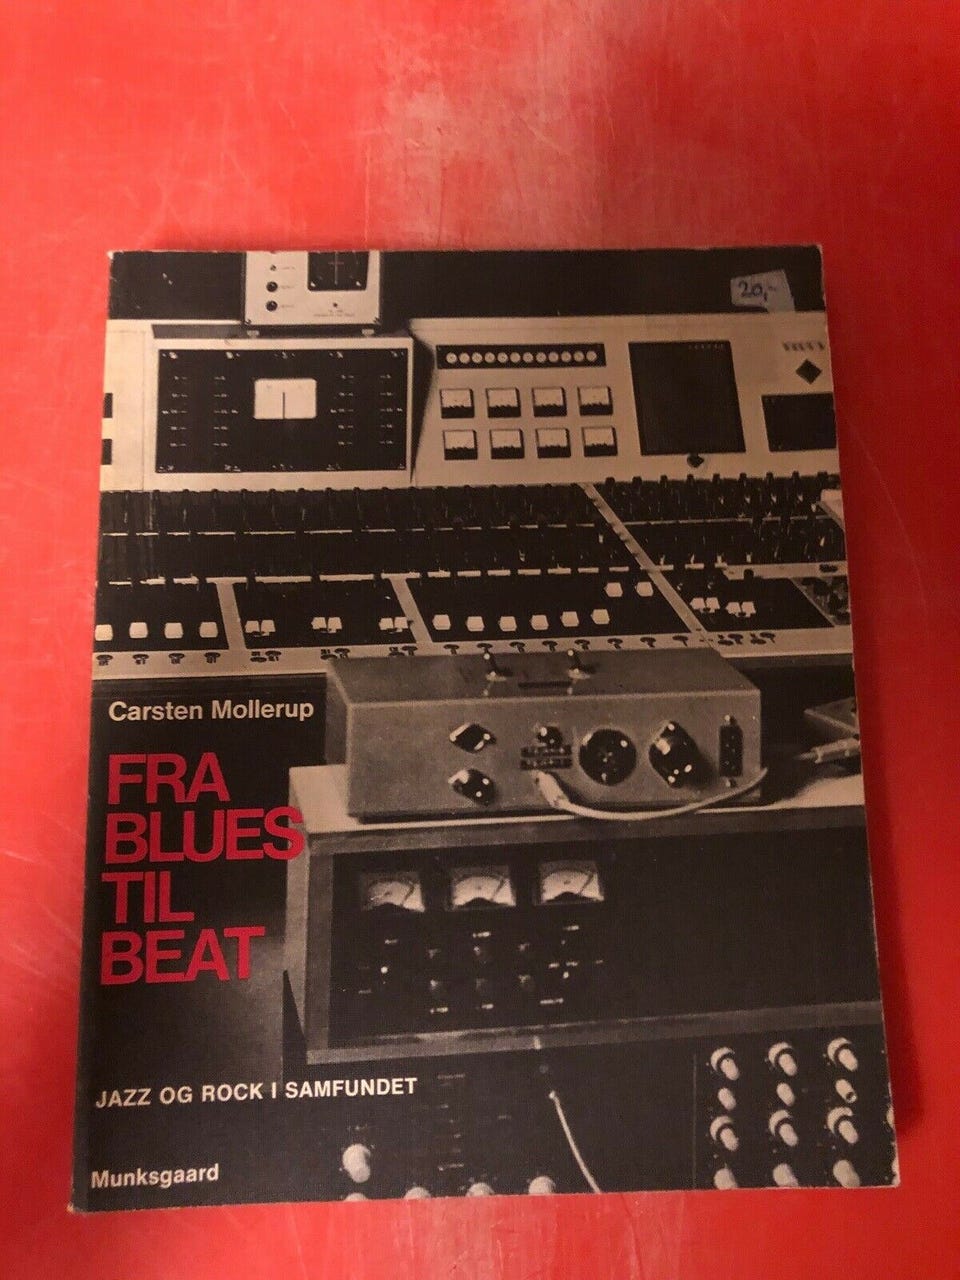 20,-
Carsten Mollerup
FRA
BLUES
TIL
BEAT
JAZZ OG ROCK I SAMFUNDET
Munksgaard